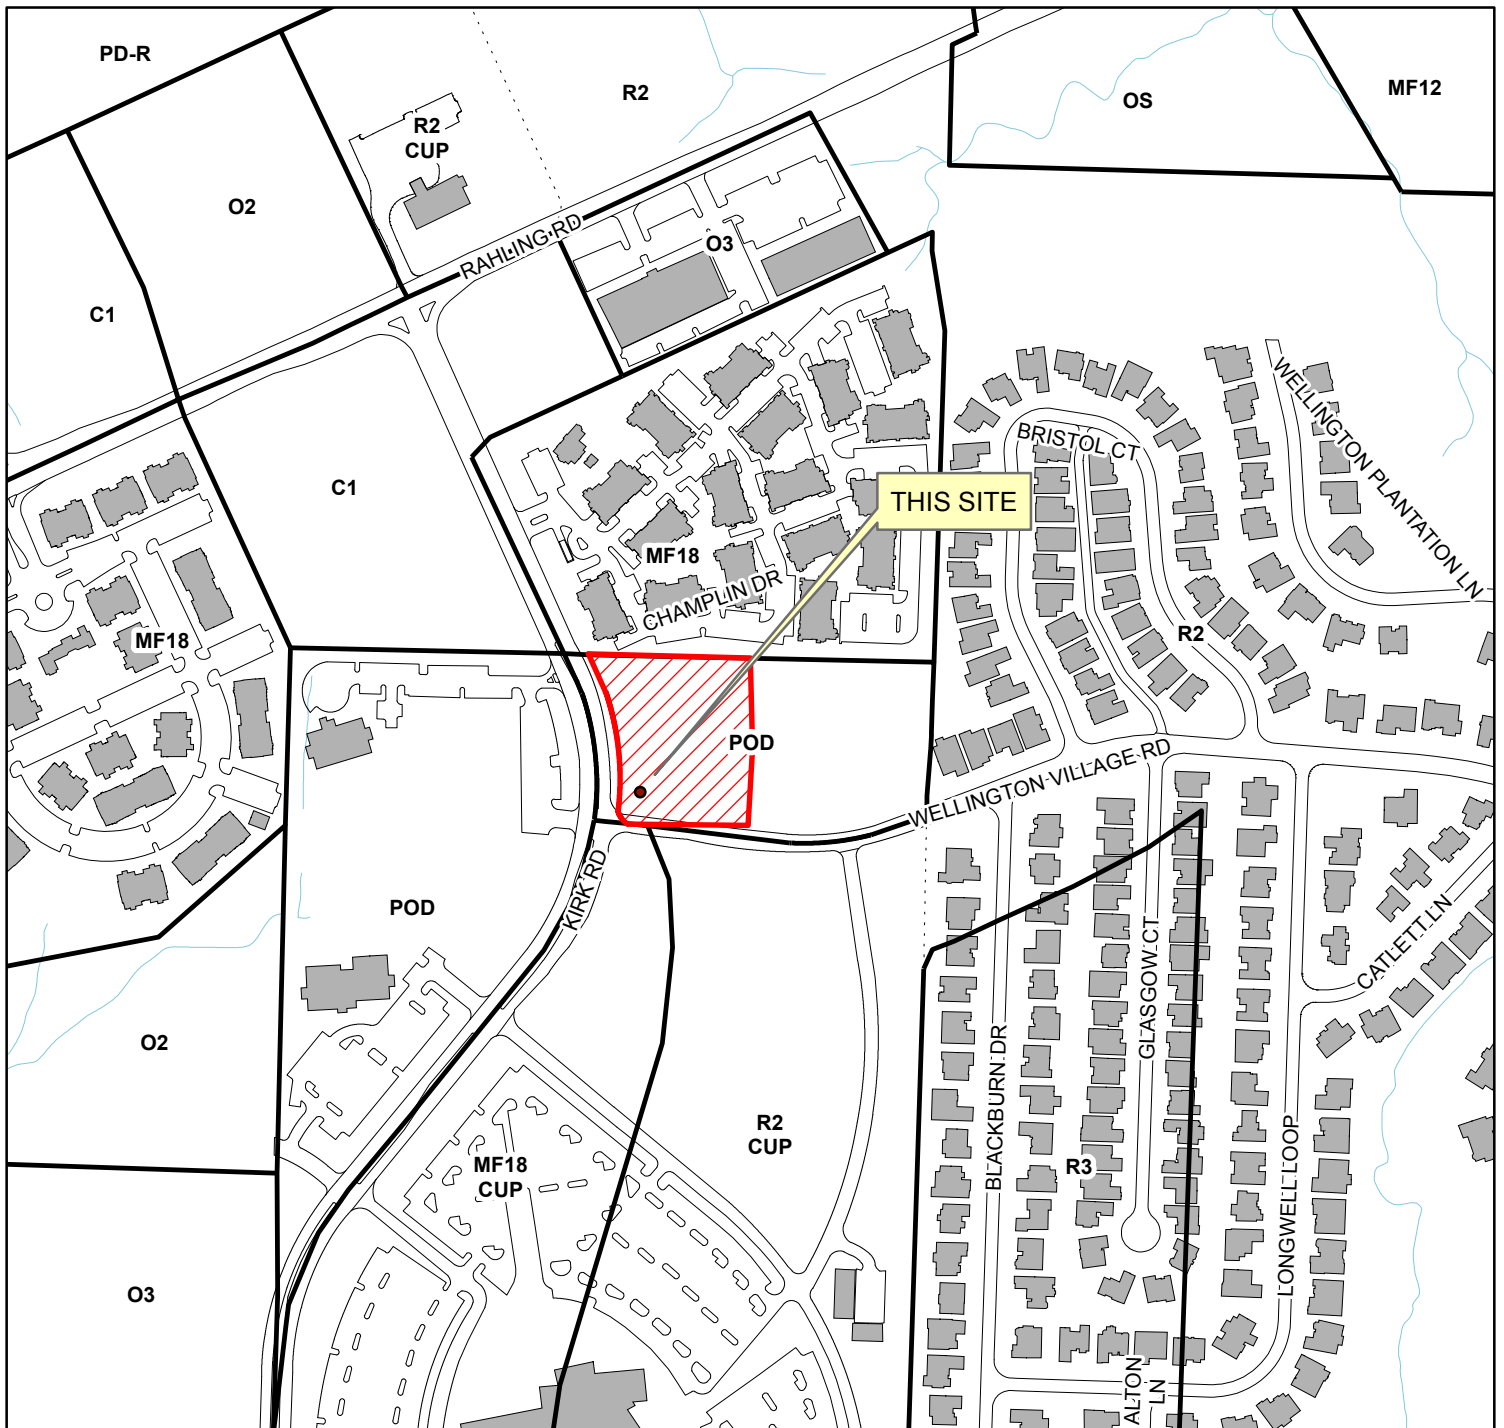 PD-R
R2
CUP
R2
OS
MF12
O2
RAHLING RD
O3
C1
WELLINGTON PLANTATION LN
BRISTOL CT
C1
THIS SITE
MF18
CHAMPLIN DR
MF18
R2
POD
WELLINGTON VILLAGE RD
KIRK RD
POD
GLASGOW CT
CATLETT LN
O2
BLACKBURN DR
R2
CUP
MF18
CUP
R3
LONGWELL LOOP
O3
ALTON
LN